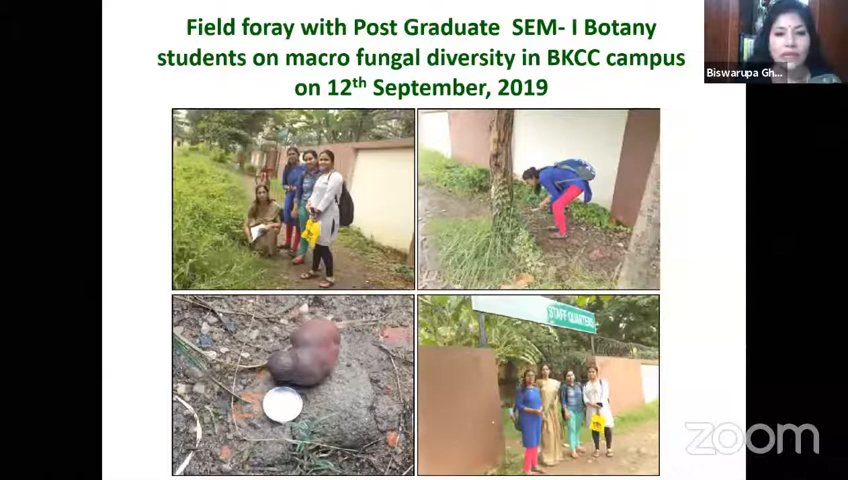 Field foray with Post Graduate SEM- I Botany
students on macro fungal diversity in BKCC campus
on 12th September, 2019
Biswarupa Gh...
STAFF QUARTERS
zoom